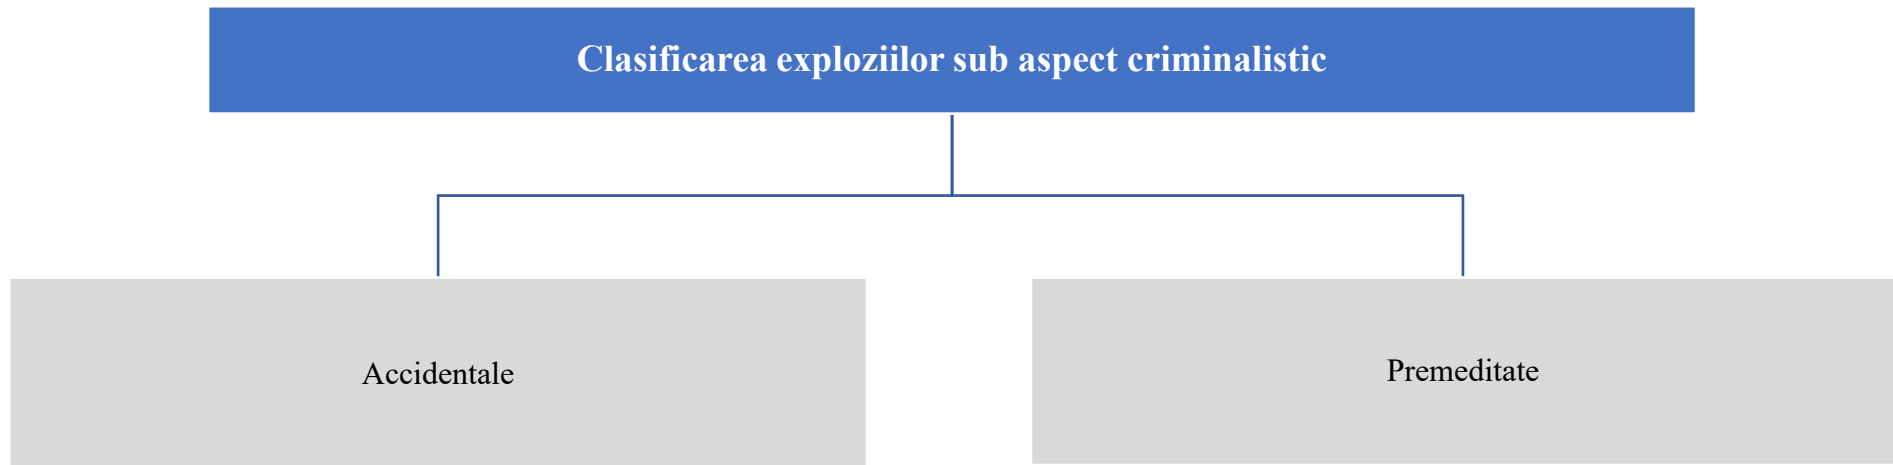 Clasificarea exploziilor sub aspect criminalistic
Accidentale
Premeditate